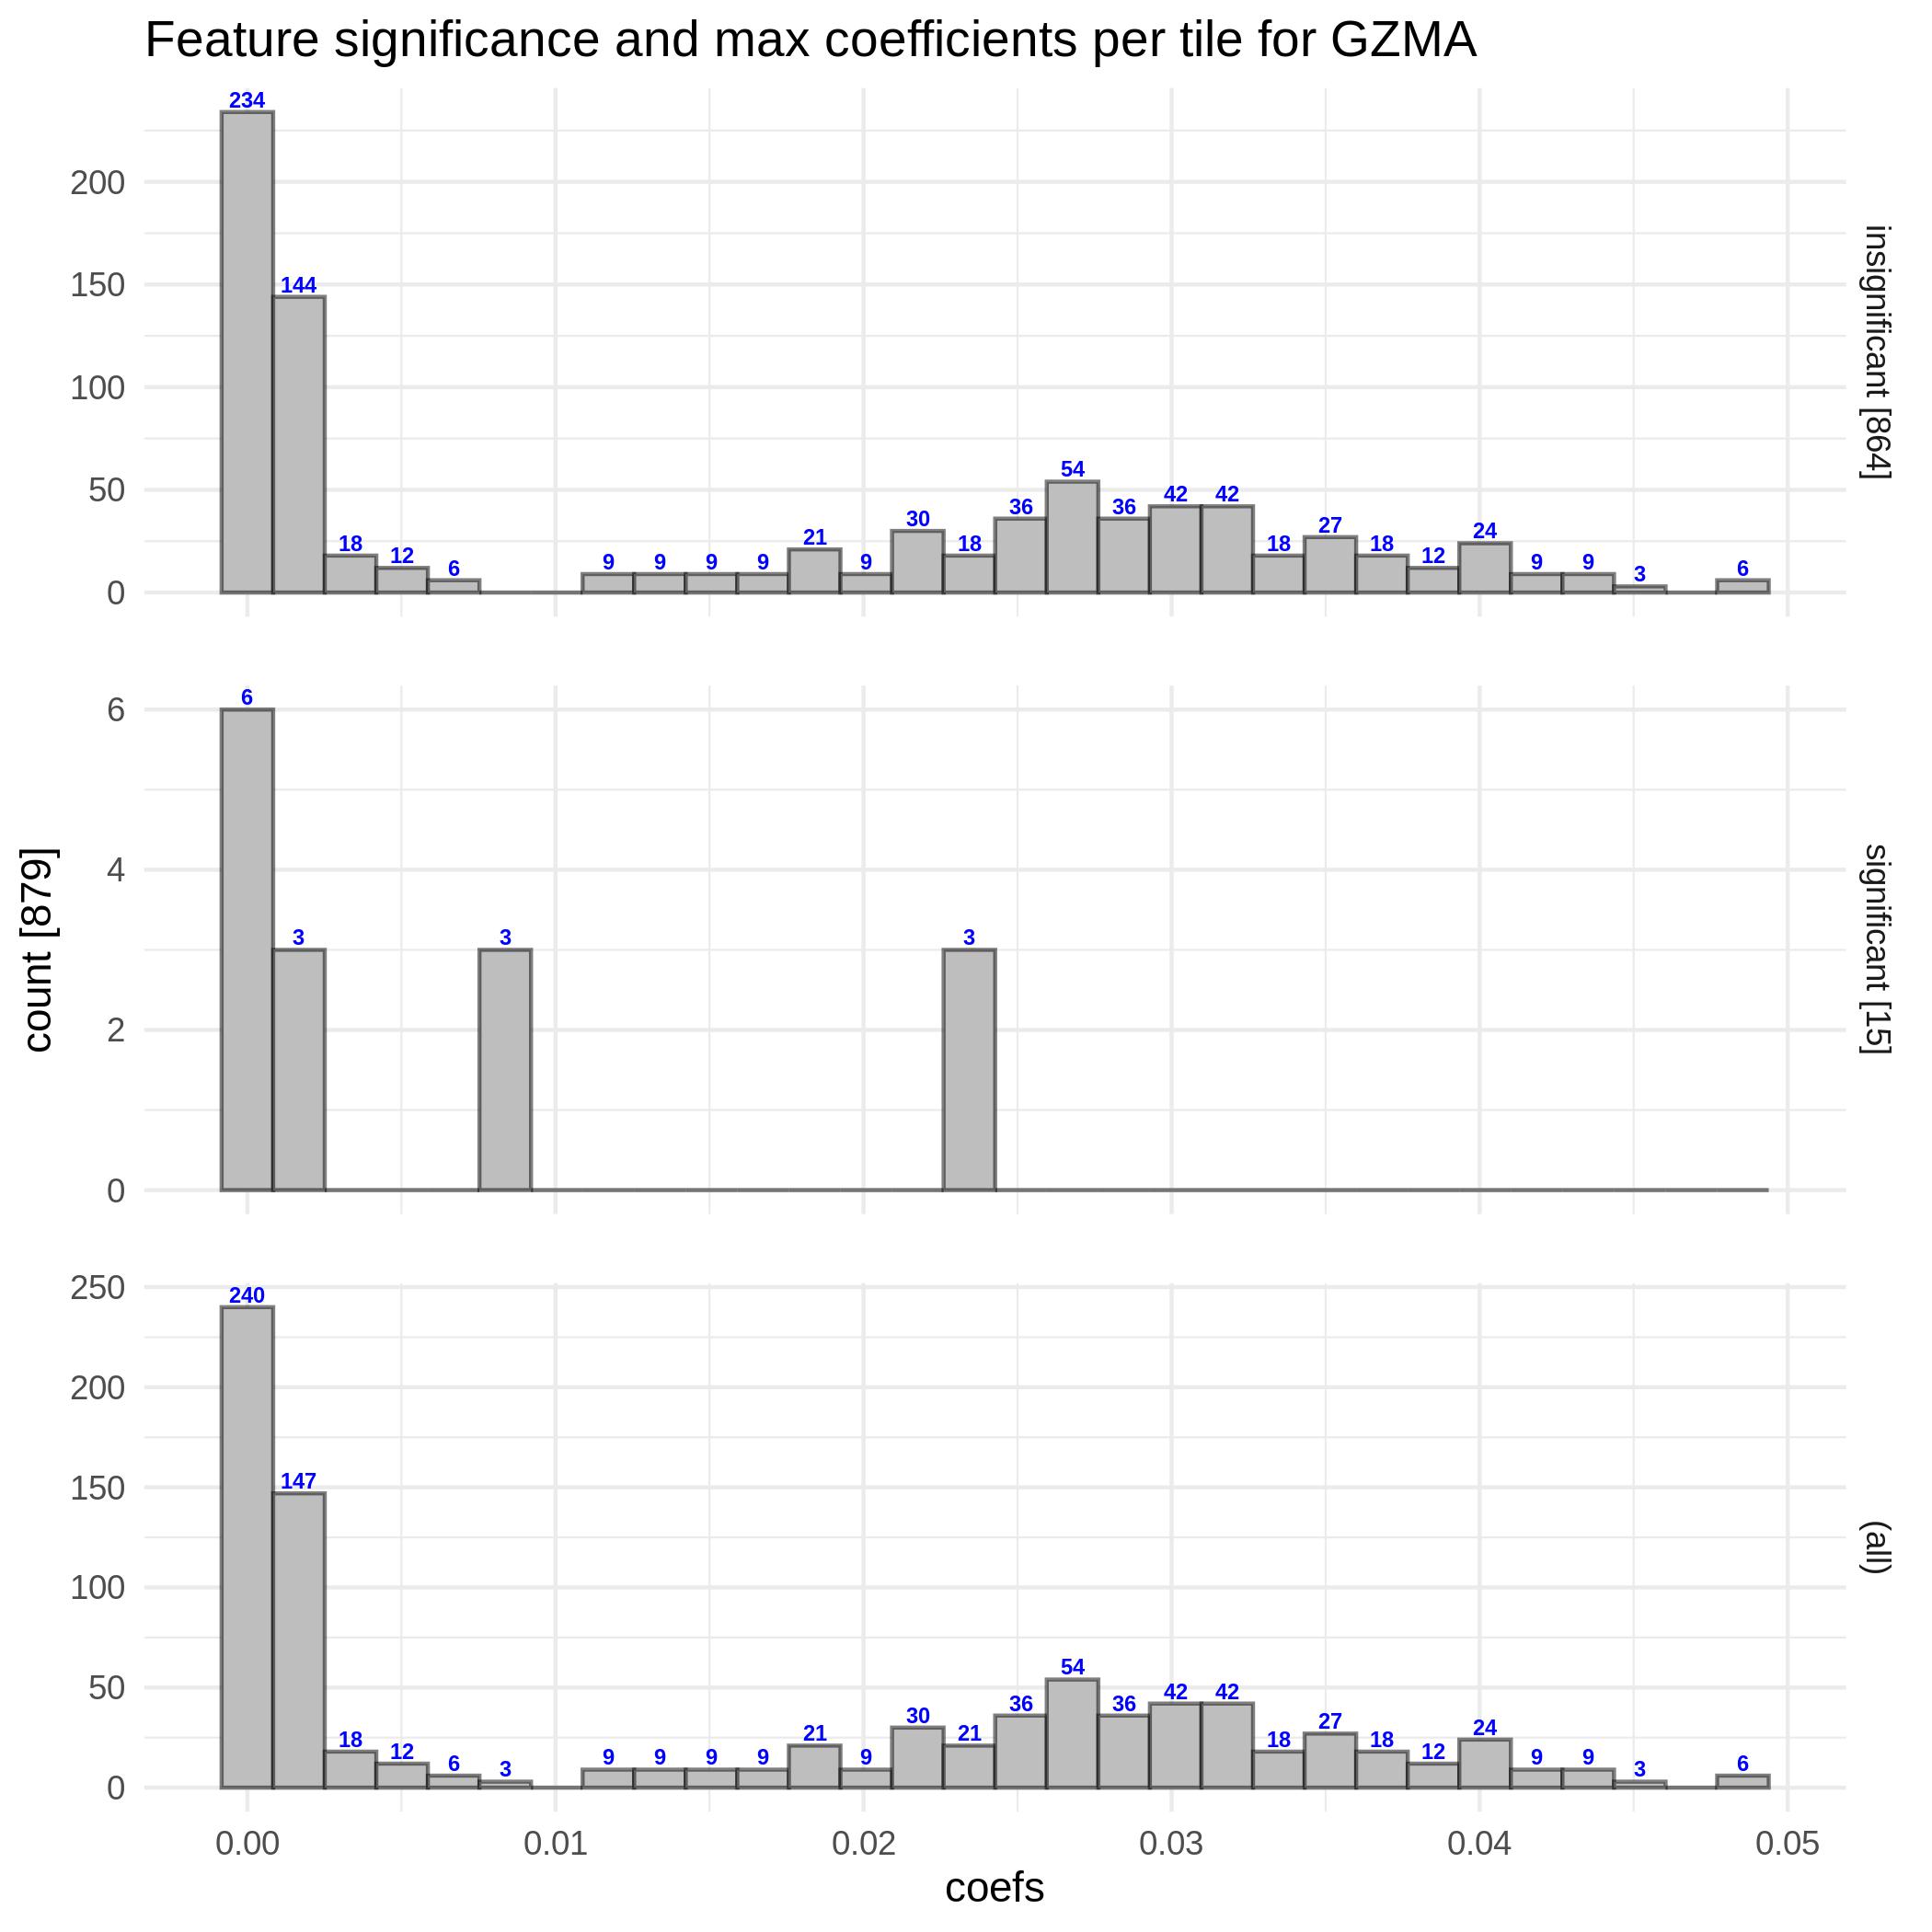 Feature significance and max coefficients per tile for GZMA
234
144
18 12 6 9 9 9 9 21 9 30 18 36 54 36 42 42 18 27 18 12 24 9 9 3 6
200
150
100
50
0
insignificant [864]
6
3 3 3
6
4
2
0
significant [15]
count [879]
240
147
18 12 6 3 9 9 9 9 21 9 30 21 36 54 36 42 42 18 27 18 12 24 9 9 3 6
250
200
150
100
50
0
(all)
0.00 0.01 0.02 0.03 0.04 0.05
coefs